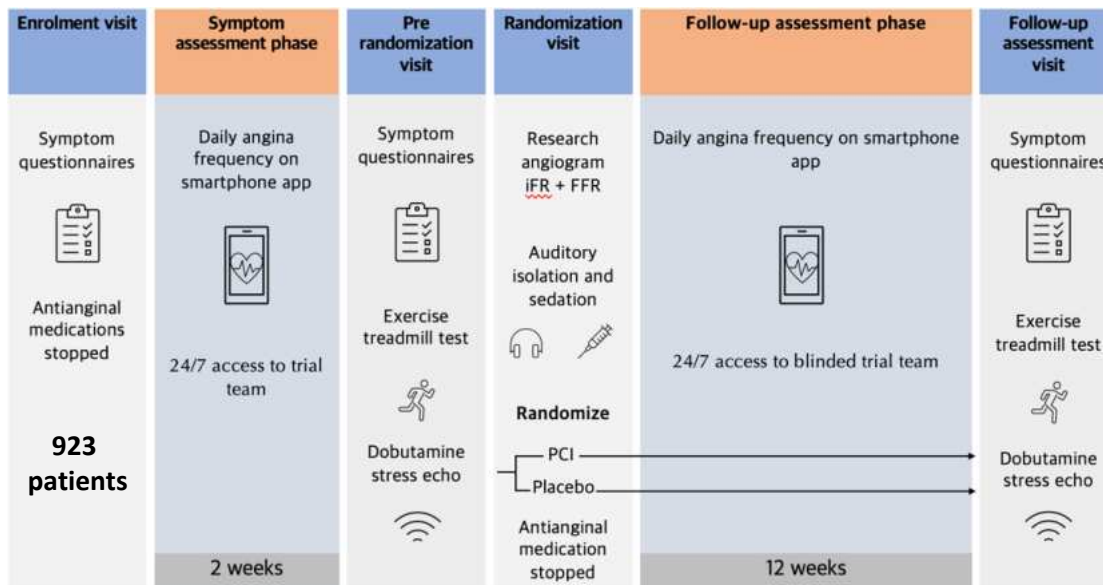 Enrolment visit
Symptom
questionnaires
Antianginal
medications
stopped
923
patients
Symptom
assessment phase
Daily angina
frequency on
smartphone app
24/7 access to trial
team
2 weeks
Pre
randomization
visit
Symptom
questionnaires
Exercise
treadmill test
Dobutamine
stress echo
Randomization
visit
Research
angiogram
iFR + FFR
Auditory
isolation and
sedation
Randomize
PCI
Placebo
Antianginal
medication
stopped
Follow-up assessment phase
Daily angina frequency on smartphone
app
24/7 access to blinded trial team
12 weeks
Follow-up
assessment
visit
Symptom
questionnaires
Exercise
treadmill test
Dobutamine
stress echo